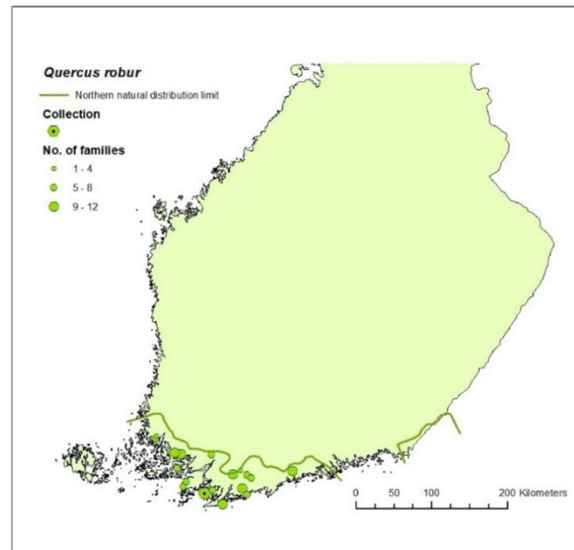 Quercus robur
Northern natural distribution limit
Collection
No. of families
1 - 4
5 - 8
9 - 12
0 50 100 200 Kilometers